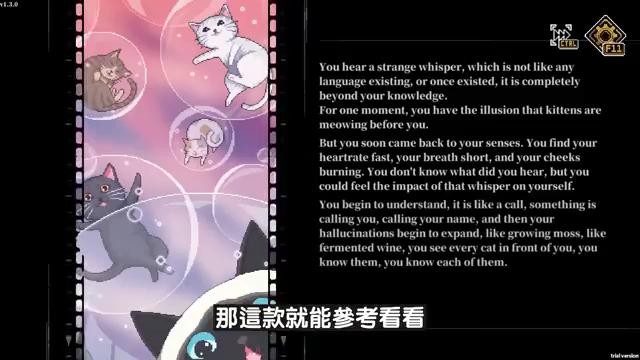 v1.3.0
CTRL
F11
You hear a strange whisper, which is not like any
language existing, or once existed, it is completely
beyond your knowledge.
For one moment, you have the illusion that kittens are
meowing before you.
But you soon came back to your senses. You find your
heartrate fast, your breath short, and your cheeks
burning. You don't know what did you hear, but you
could feel the impact of that whisper on yourself.
You begin to understand, it is like a call, something is
calling you, calling your name, and then your
hallucinations begin to expand, like growing moss, like
fermented wine, you see every cat in front of you, you
know them, you know each of them.
那這款就能參考看看
trial version